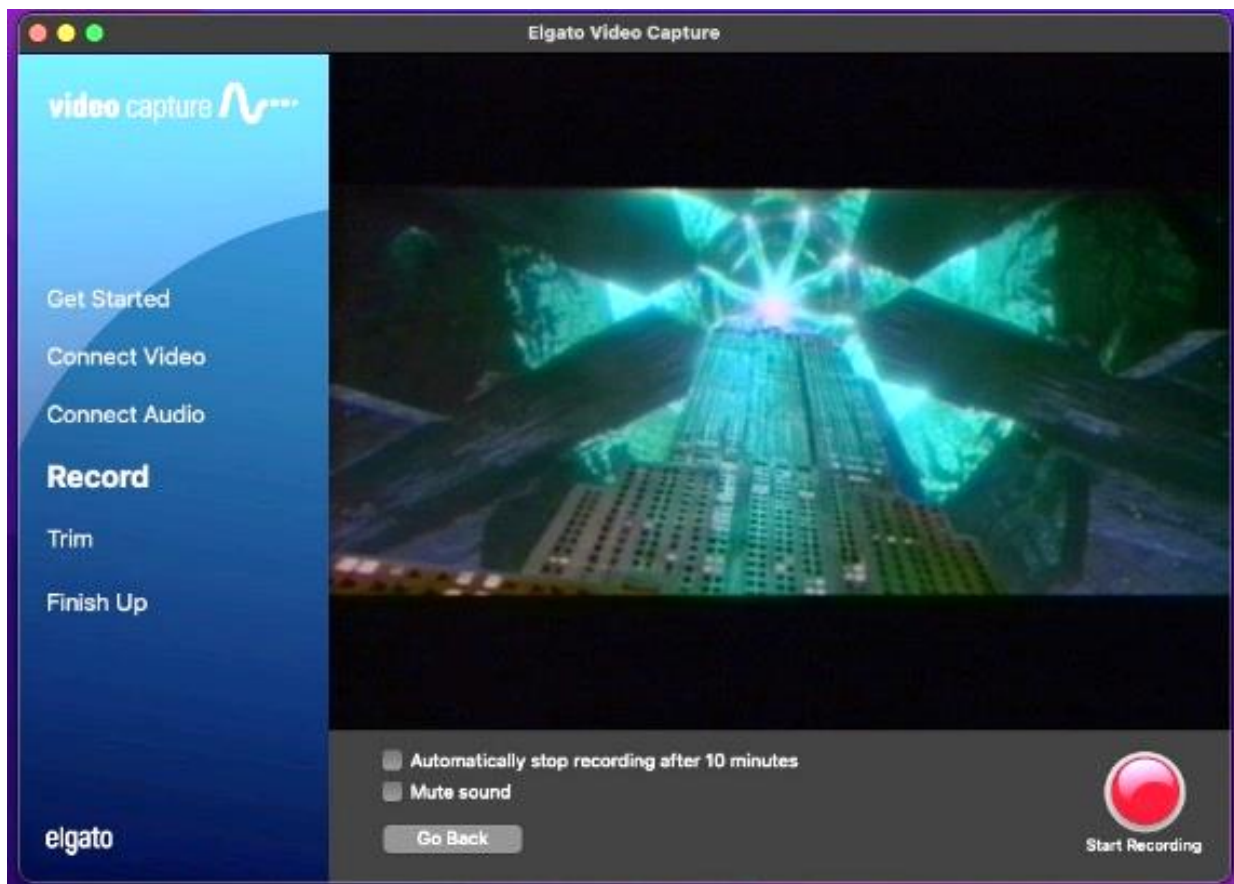 Elgato Video Capture
video capture
Get Started
Connect Video
Connect Audio
Record
Trim
Finish Up
elgato
Automatically stop recording after 10 minutes
Mute sound
Go Back
Start Recording